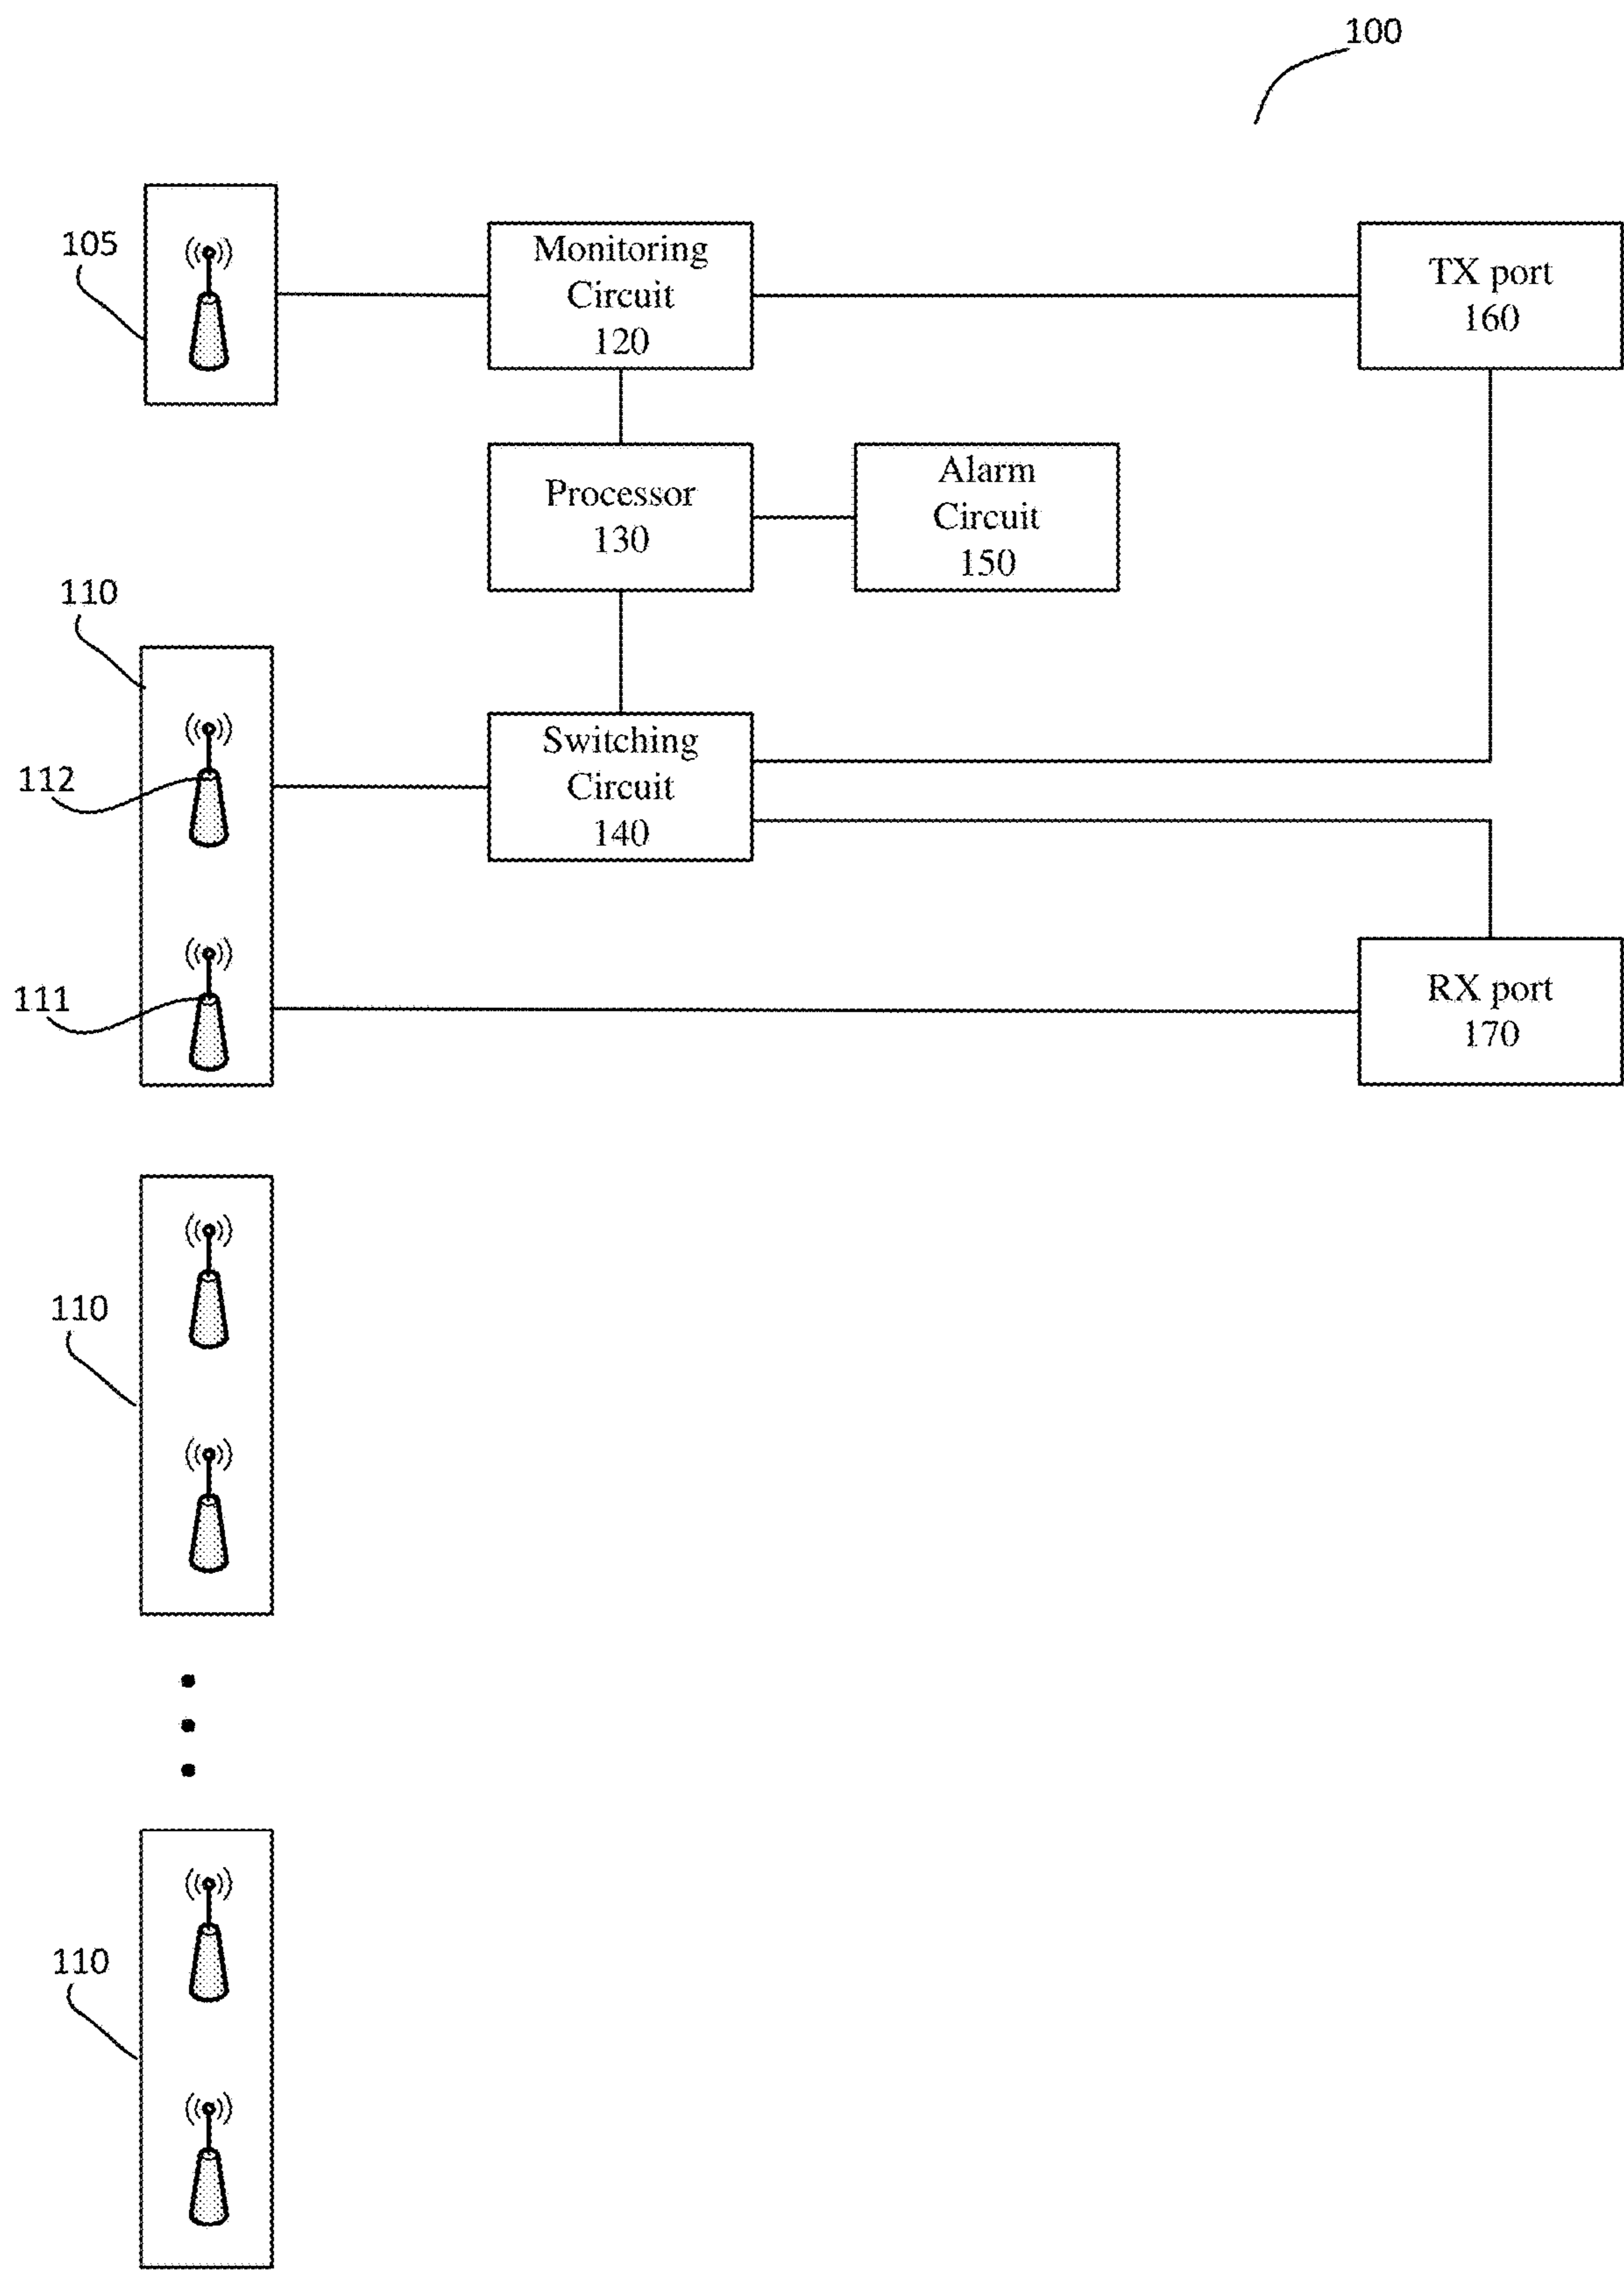 100
105
Monitoring
Circuit
120
TX port
160
Processor
130
Alarm
Circuit
150
110
112
Switching
Circuit
140
111
RX port
170
110
110